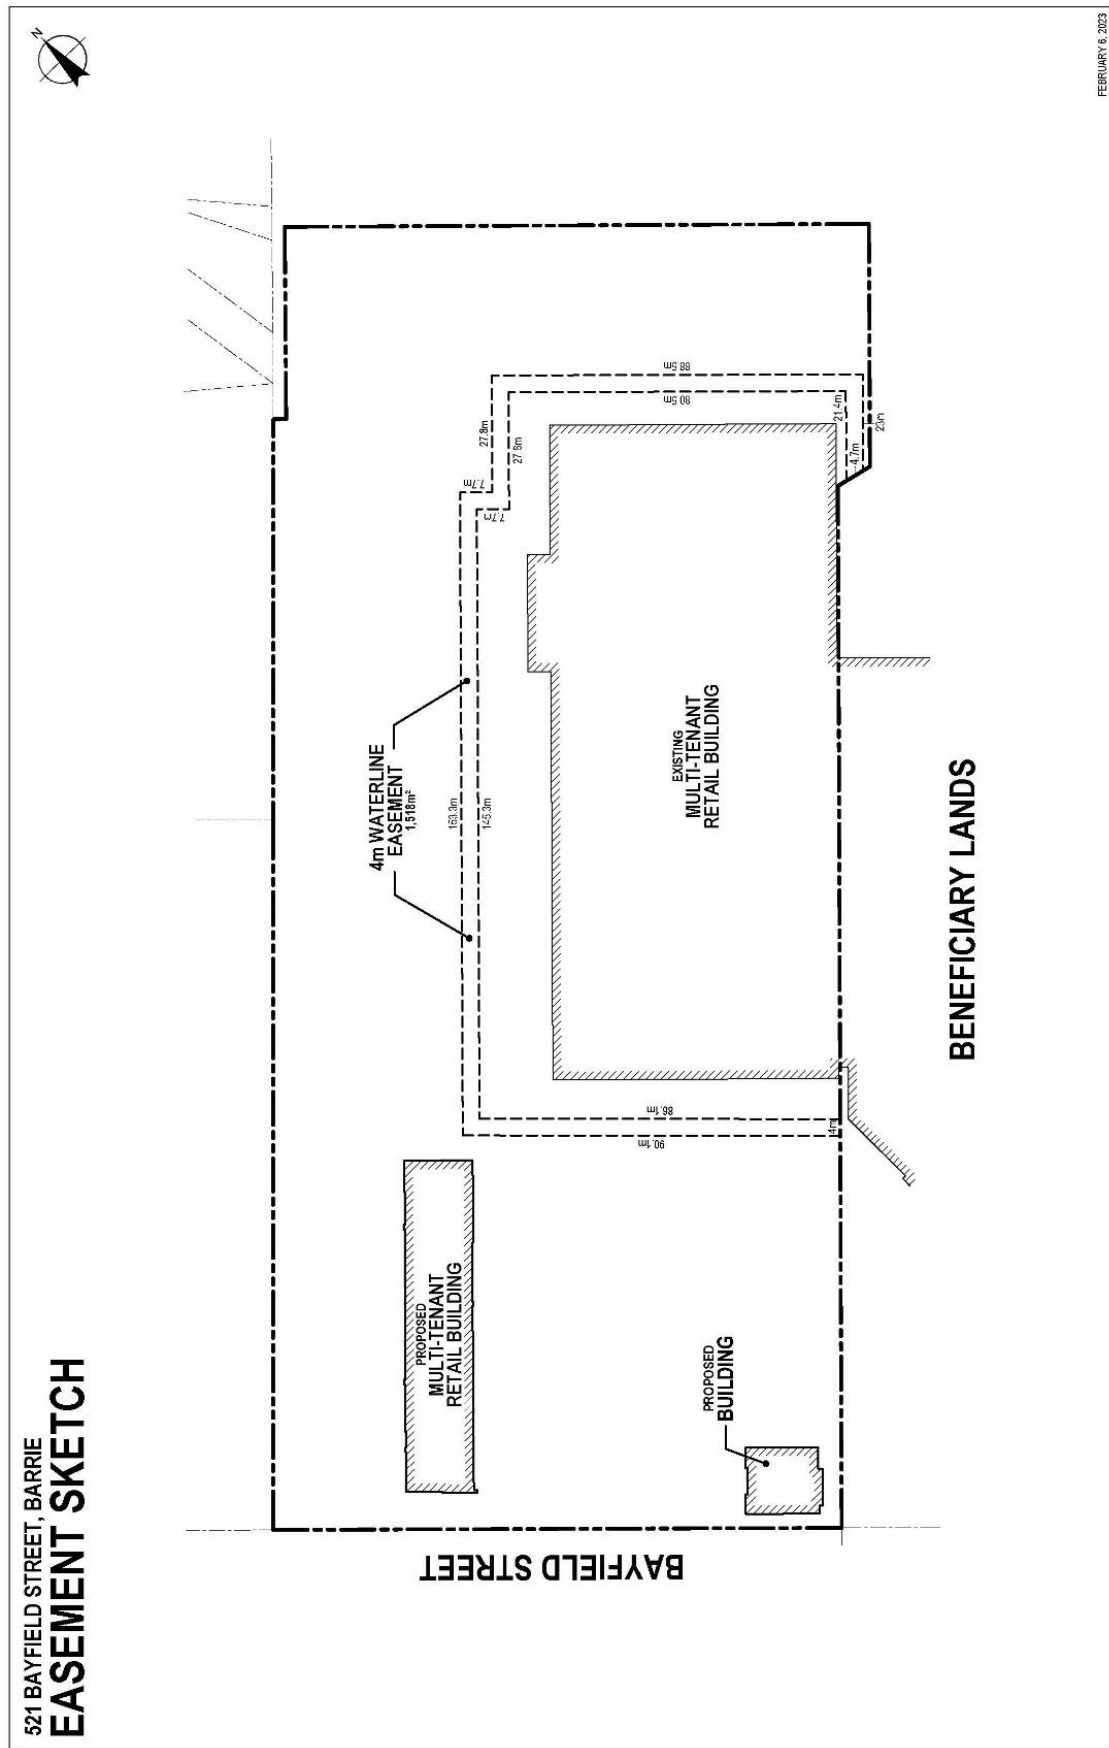 521 BAYFIELD STREET, BARRIE
EASEMENT SKETCH
N
4m WATERLINE
EASEMENT
1,518m²
7.7m
27.8m
7.7m
27.8m
88.5m
80.5m
153.3m
145.3m
21.4m
4.7m
23m
90.1m
86.1m
4m
EXISTING
MULTI-TENANT
RETAIL BUILDING
PROPOSED
MULTI-TENANT
RETAIL BUILDING
PROPOSED
BUILDING
BAYFIELD STREET
BENEFICIARY LANDS
FEBRUARY 6, 2023